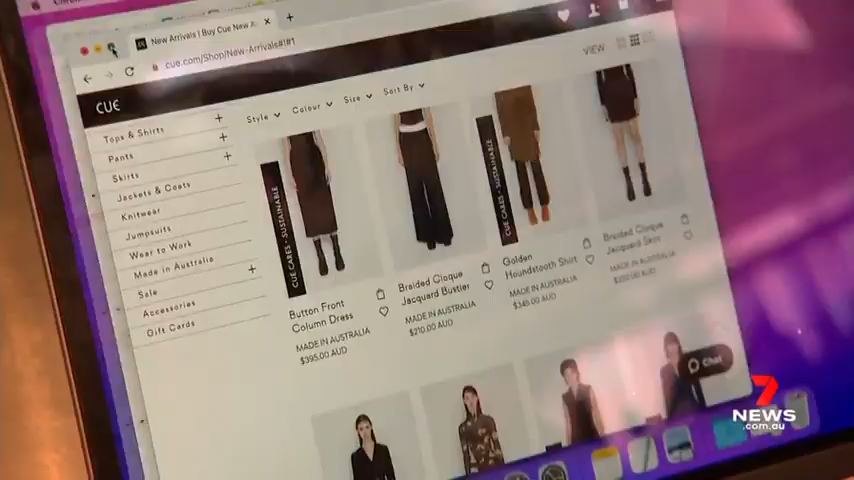 New Arrivals | Buy Cue New A
cue.com/Shop/New-Arrivals#!#1
CUE
Style
Colour
Size
Sort By
VIEW
Tops & Shirts
Pants
Skirts
Jackets & Coats
Knitwear
Jumpsuits
Wear to Work
Made in Australia
Sale
Accessories
Gift Cards
CUE CARES - SUSTAINABLE
CUE CARES - SUSTAINABLE
Button Front
Column Dress
MADE IN AUSTRALIA
$395.00 AUD
Braided Cloque
Jacquard Bustier
MADE IN AUSTRALIA
$210.00 AUD
Golden
Houndstooth Shirt
MADE IN AUSTRALIA
$345.00 AUD
Braided Cloque
Jacquard Skirt
MADE IN AUSTRALIA
Chat
7
NEWS
.com.au